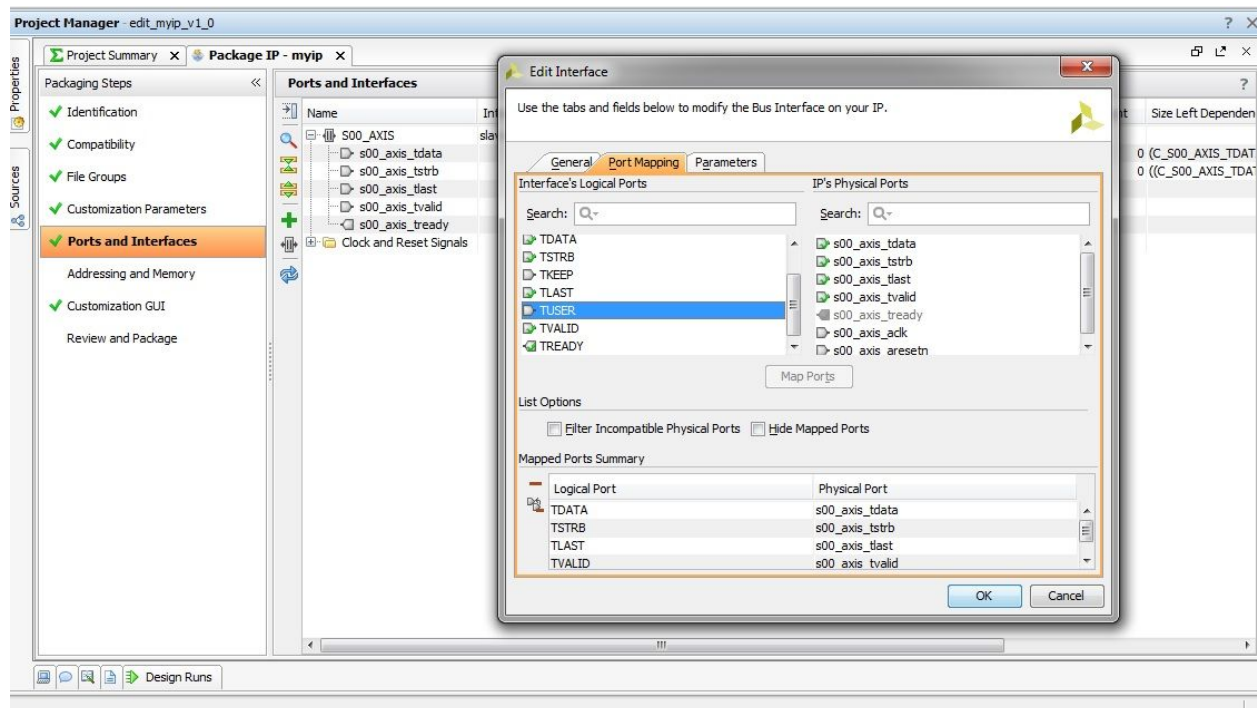 Project Manager - edit_myip_v1_0
? X
Properties
Sources
Σ Project Summary X
Package IP - myip X
Packaging Steps «
Identification
Compatibility
File Groups
Customization Parameters
Ports and Interfaces
Addressing and Memory
Customization GUI
Review and Package
Ports and Interfaces
?
Name
Size Left Dependen
S00_AXIS
s00_axis_tdata
0 (C_S00_AXIS_TDAT
s00_axis_tstrb
0 ((C_S00_AXIS_TDA
s00_axis_tlast
s00_axis_tvalid
s00_axis_tready
Clock and Reset Signals
Edit Interface
Use the tabs and fields below to modify the Bus Interface on your IP.
General Port Mapping Parameters
Interface's Logical Ports
Search:
TDATA
TSTRB
TKEEP
TLAST
TUSER
TVALID
TREADY
IP's Physical Ports
Search:
s00_axis_tdata
s00_axis_tstrb
s00_axis_tlast
s00_axis_tvalid
s00_axis_tready
s00_axis_aclk
s00_axis_aresetn
Map Ports
List Options
Filter Incompatible Physical Ports Hide Mapped Ports
Mapped Ports Summary
Logical Port Physical Port
TDATA s00_axis_tdata
TSTRB s00_axis_tstrb
TLAST s00_axis_tlast
TVALID s00_axis_tvalid
OK Cancel
Design Runs